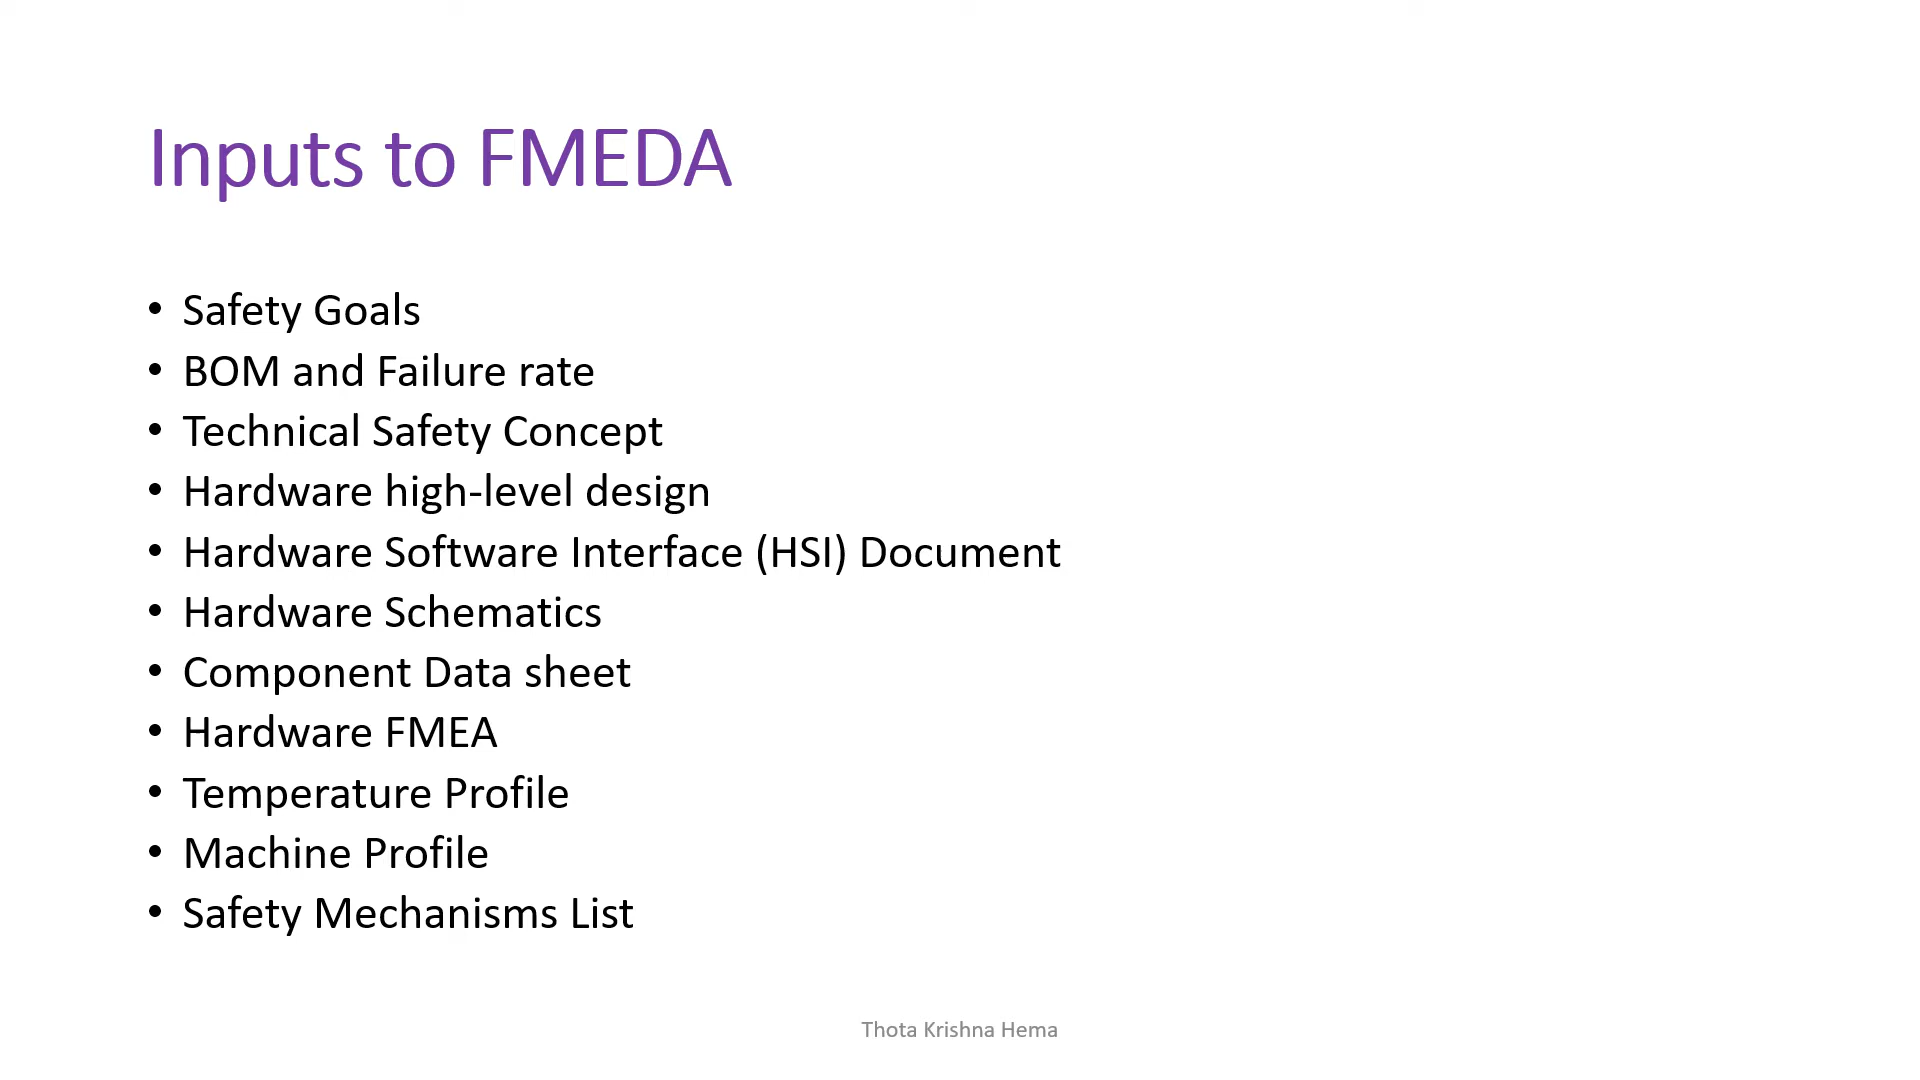 Inputs to FMEDA
• Safety Goals
• BOM and Failure rate
• Technical Safety Concept
• Hardware high-level design
• Hardware Software Interface (HSI) Document
• Hardware Schematics
• Component Data sheet
• Hardware FMEA
• Temperature Profile
• Machine Profile
• Safety Mechanisms List
Thota Krishna Hema